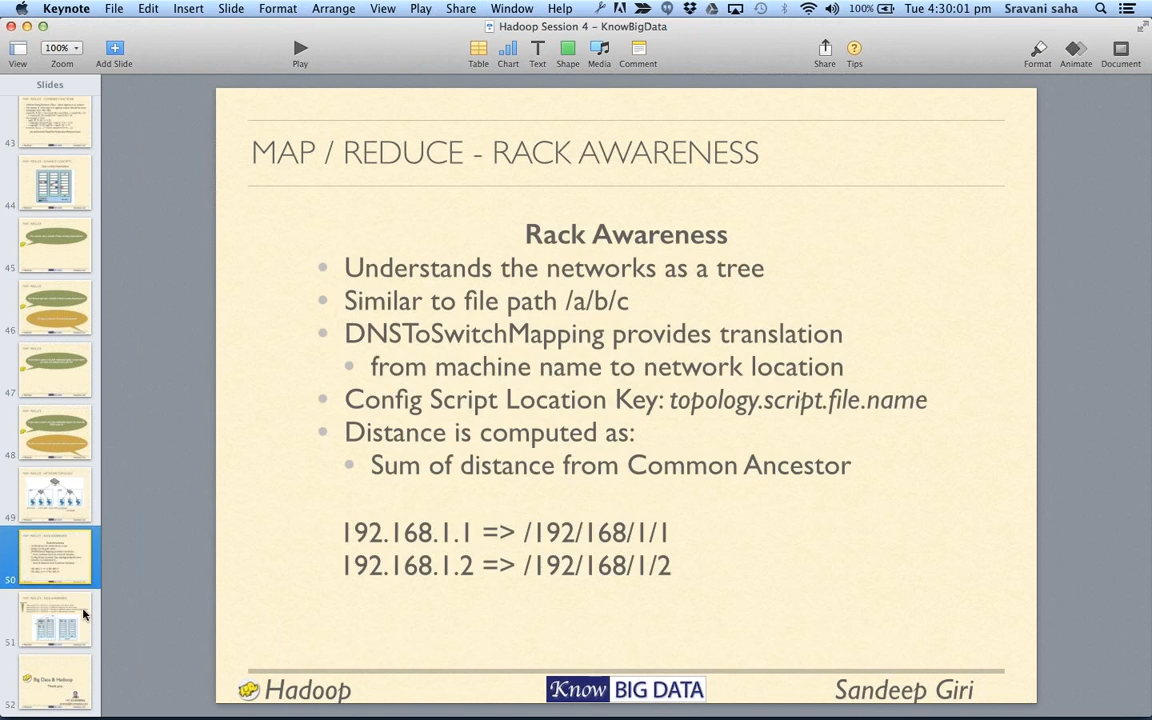 Keynote File Edit Insert Slide Format Arrange View Play Share Window Help 100% Tue 4:30:01 pm Sravani saha
Hadoop Session 4 – KnowBigData
100%
View Zoom Add Slide Play Table Chart Text Shape Media Comment Share Tips Format Animate Document
Slides
43
44
45
46
47
48
49
50
51
52
Big Data & Hadoop
MAP / REDUCE - RACK AWARENESS
Rack Awareness
• Understands the networks as a tree
• Similar to file path /a/b/c
• DNSToSwitchMapping provides translation
• from machine name to network location
• Config Script Location Key: topology.script.file.name
• Distance is computed as:
• Sum of distance from Common Ancestor
192.168.1.1 => /192/168/1/1
192.168.1.2 => /192/168/1/2
Hadoop
Know BIG DATA
Sandeep Giri